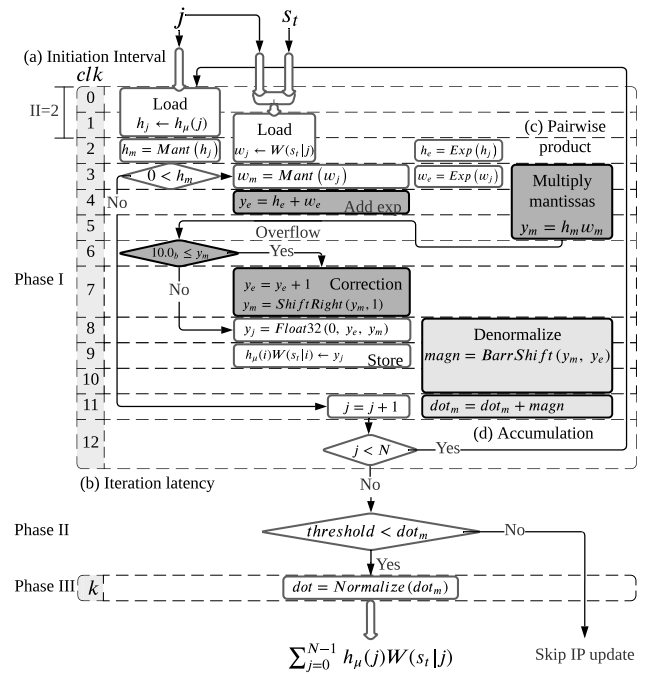 j
s_t
(a) Initiation Interval
clk
II=2
0
Load
h_j ← h_μ(j)
1
Load
w_j ← W(s_t|j)
2
h_m = Mant(h_j)
h_e = Exp(h_j)
(c) Pairwise
product
3
0 < h_m
w_m = Mant(w_j)
w_e = Exp(w_j)
Multiply
mantissas
y_m = h_m w_m
No
4
y_e = h_e + w_e
Add exp
5
Overflow
6
10.0_b ≤ y_m
Yes
Phase I
No
7
y_e = y_e + 1
Correction
y_m = ShiftRight(y_m, 1)
8
y_j = Float32(0, y_e, y_m)
Denormalize
magn = BarrShift(y_m, y_e)
9
h_μ(i)W(s_t|i) ← y_j
Store
10
11
j = j + 1
dot_m = dot_m + magn
(d) Accumulation
12
j < N
Yes
(b) Iteration latency
No
Phase II
threshold < dot_m
No
Yes
Phase III
k
dot = Normalize(dot_m)
∑_{j=0}^{N−1} h_μ(j)W(s_t|j)
Skip IP update